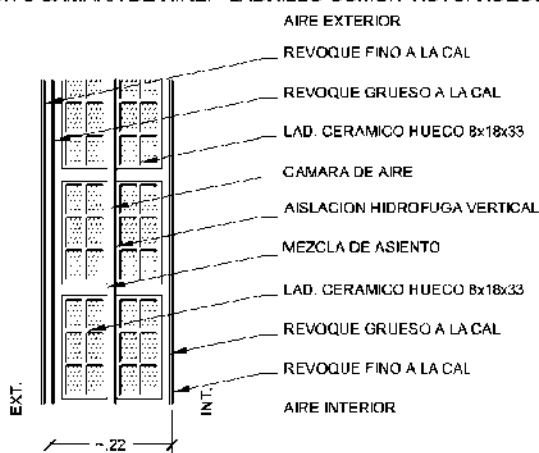 AIRE EXTERIOR
REVOQUE FINO A LA CAL
REVOQUE GRUESO A LA CAL
LAD. CERAMICO HUECO 8x18x33
CAMARA DE AIRE
AISLACION HIDROFUGA VERTICAL
MEZCLA DE ASIENTO
LAD. CERAMICO HUECO 8x18x33
REVOQUE GRUESO A LA CAL
REVOQUE FINO A LA CAL
AIRE INTERIOR
EXT.
INT.
~.22